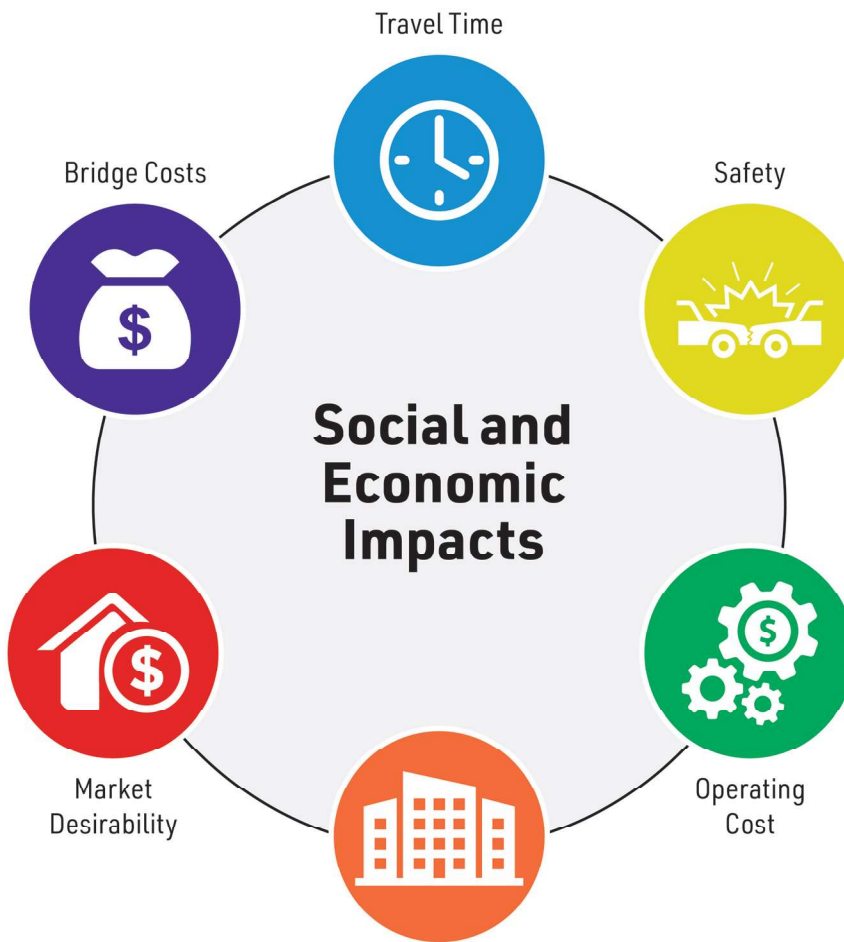 Travel Time
Bridge Costs
Safety
$
Social and
Economic
Impacts
$
$
Market
Desirability
Operating
Cost